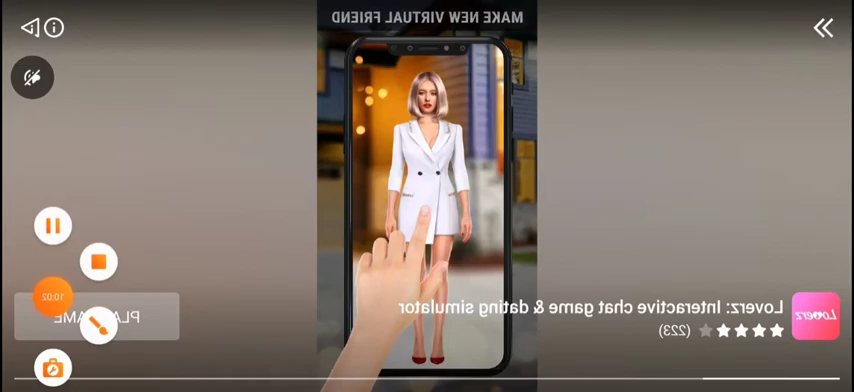 MAKE NEW VIRTUAL FRIEND
Loverz: Interactive chat game & dating simulator
Loverz
(223)
10:02